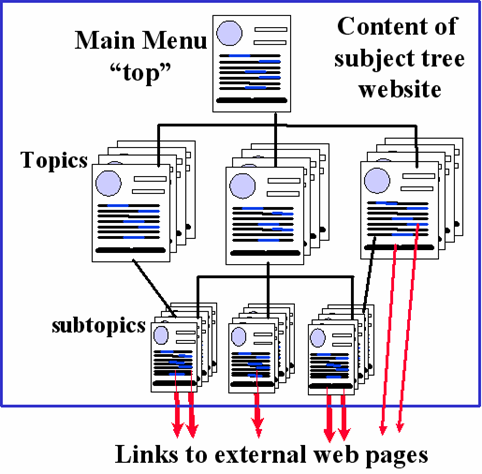 Main Menu
“top”
Content of
subject tree
website
Topics
subtopics
Links to external web pages